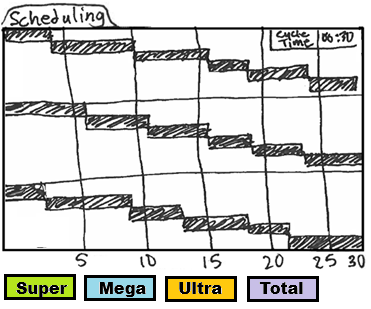 Scheduling
Cycle Time 00:30
5 10 15 20 25 30
Super Mega Ultra Total